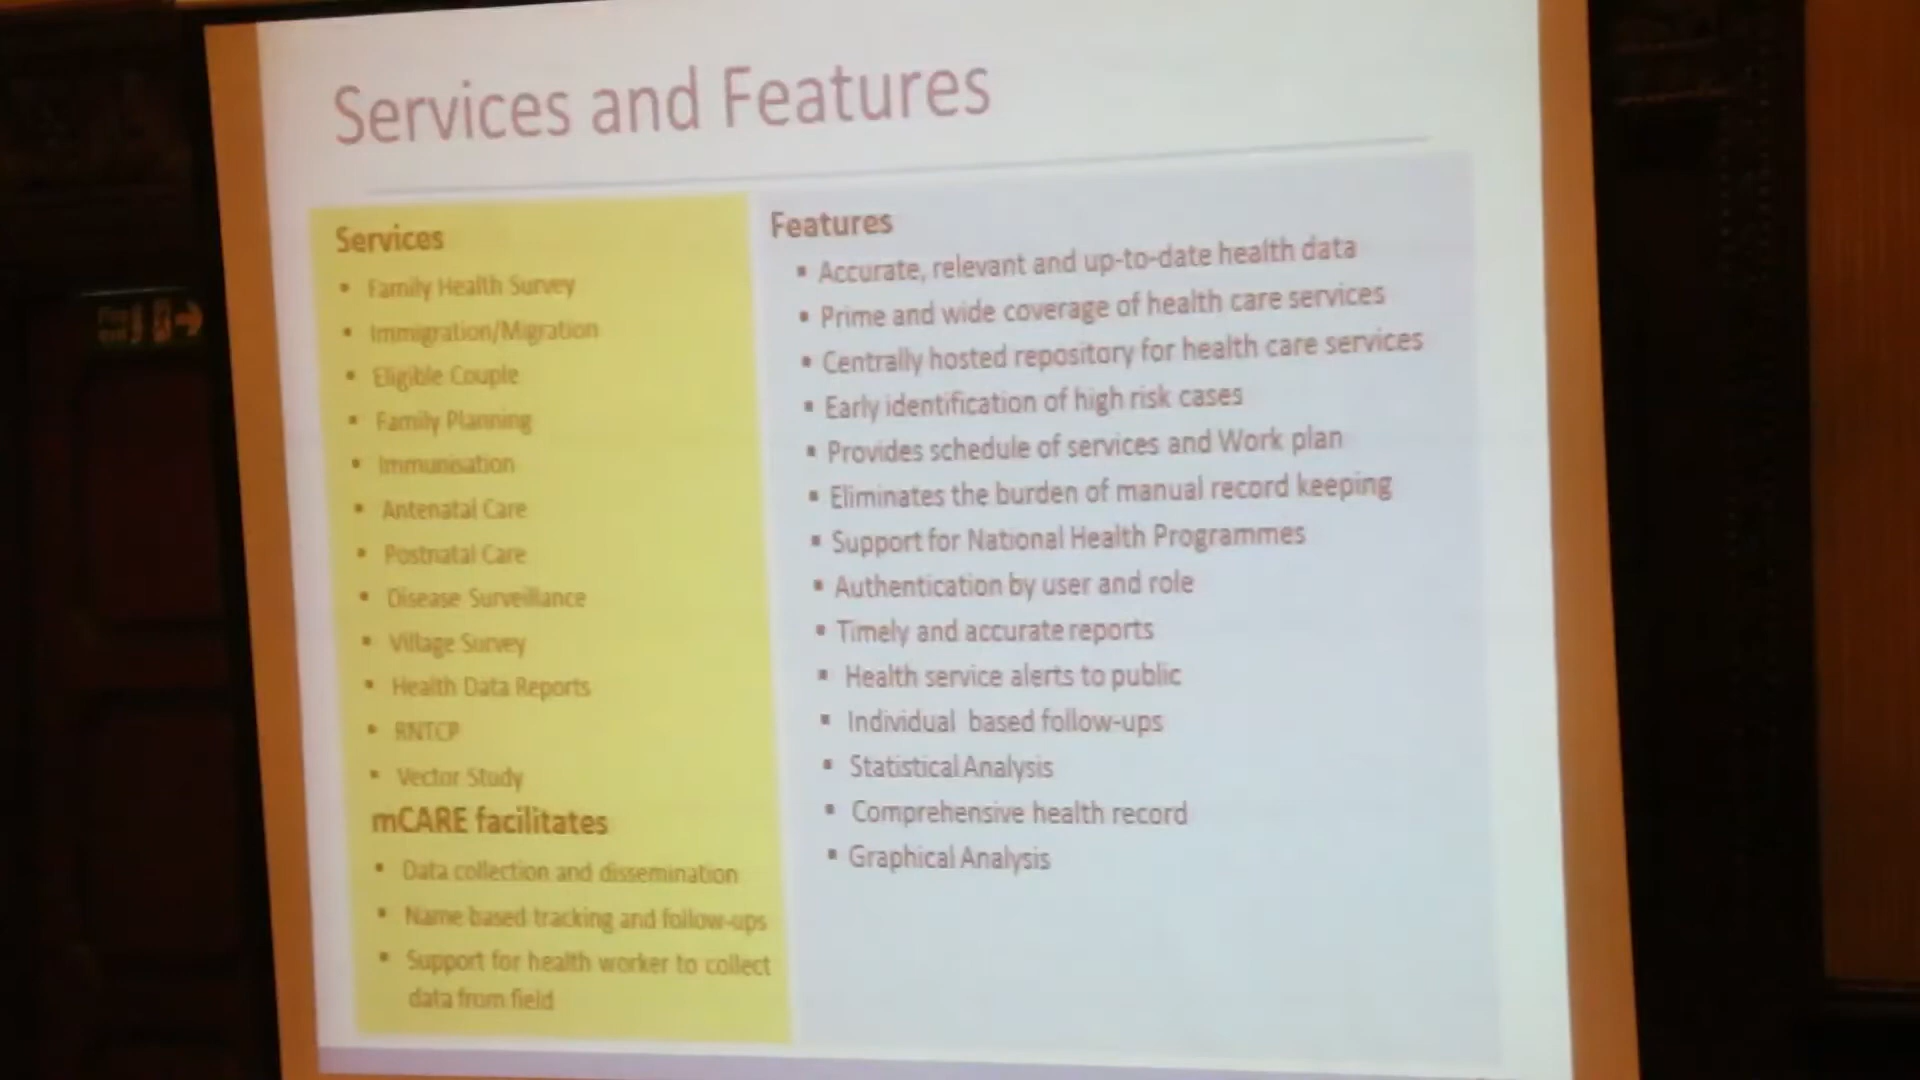 Services and Features
Services
Family Health Survey
Immigration/Migration
Eligible Couple
Family Planning
Immunisation
Antenatal Care
Postnatal Care
Disease Surveillance
Village Survey
Health Data Reports
RNTCP
Vector Study
mCARE facilitates
Data collection and dissemination
Name based tracking and follow-ups
Support for health worker to collect
data from field
Features
Accurate, relevant and up-to-date health data
Prime and wide coverage of health care services
Centrally hosted repository for health care services
Early identification of high risk cases
Provides schedule of services and Work plan
Eliminates the burden of manual record keeping
Support for National Health Programmes
Authentication by user and role
Timely and accurate reports
Health service alerts to public
Individual based follow-ups
Statistical Analysis
Comprehensive health record
Graphical Analysis